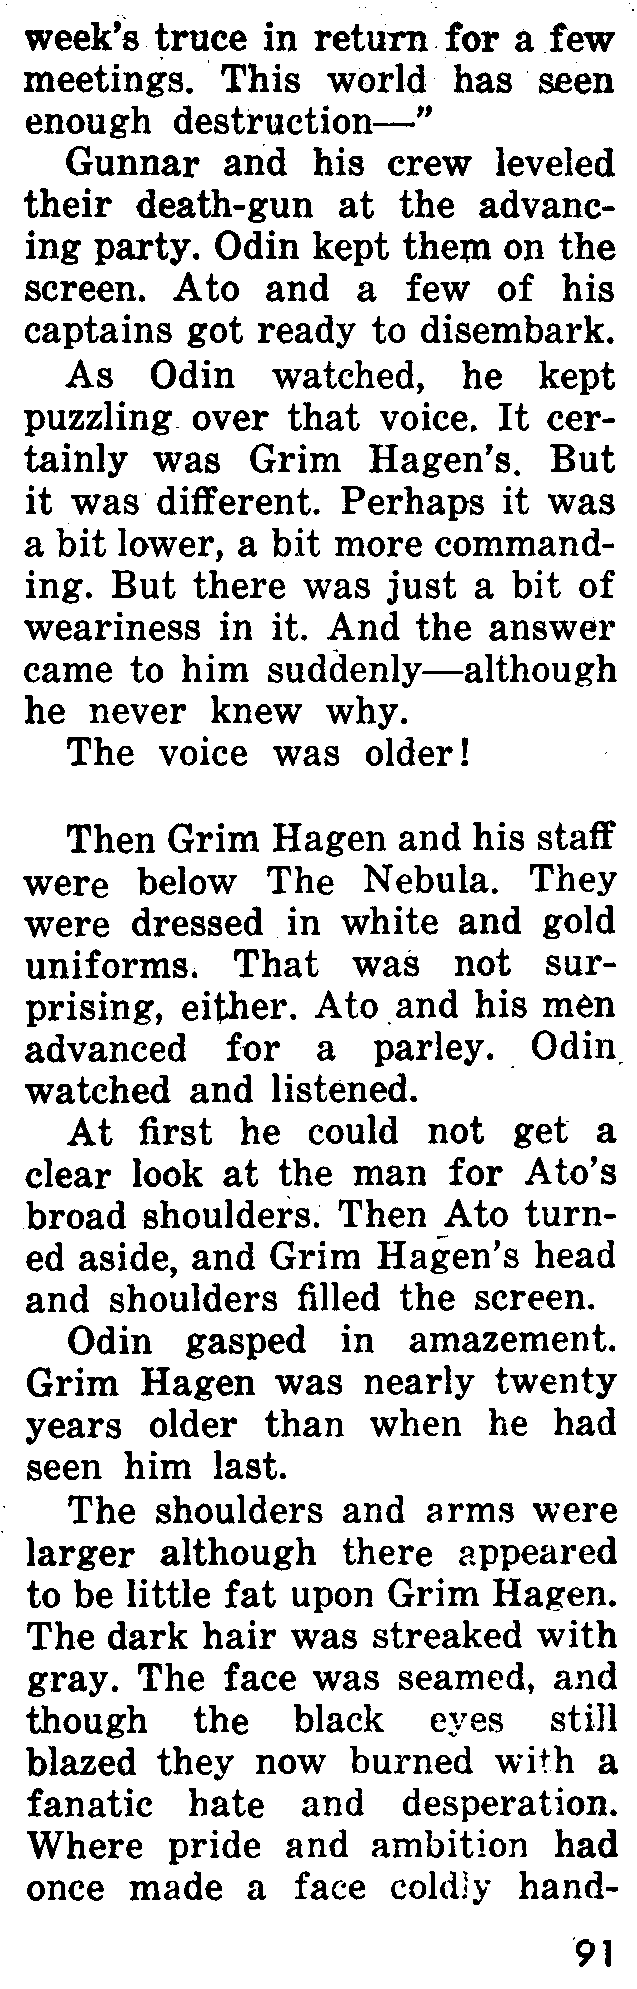 week's truce in return for a few
meetings. This world has seen
enough destruction—"
Gunnar and his crew leveled
their death-gun at the advanc-
ing party. Odin kept them on the
screen. Ato and a few of his
captains got ready to disembark.
As Odin watched, he kept
puzzling over that voice. It cer-
tainly was Grim Hagen's. But
it was different. Perhaps it was
a bit lower, a bit more command-
ing. But there was just a bit of
weariness in it. And the answer
came to him suddenly—although
he never knew why.
The voice was older!
Then Grim Hagen and his staff
were below The Nebula. They
were dressed in white and gold
uniforms. That was not sur-
prising, either. Ato and his men
advanced for a parley. Odin
watched and listened.
At first he could not get a
clear look at the man for Ato's
broad shoulders. Then Ato turn-
ed aside, and Grim Hagen's head
and shoulders filled the screen.
Odin gasped in amazement.
Grim Hagen was nearly twenty
years older than when he had
seen him last.
The shoulders and arms were
larger although there appeared
to be little fat upon Grim Hagen.
The dark hair was streaked with
gray. The face was seamed, and
though the black eyes still
blazed they now burned with a
fanatic hate and desperation.
Where pride and ambition had
once made a face coldly hand-
91